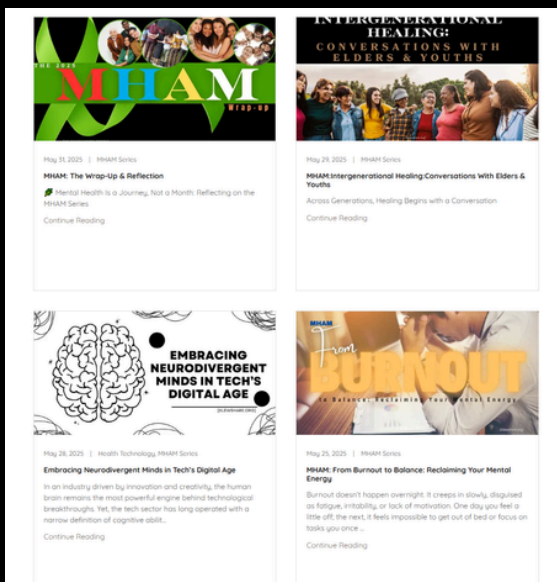 THE 2025
MHAM
Wrap-up
May 31, 2025 | MHAM Series
MHAM: The Wrap-Up & Reflection
Mental Health Is a Journey, Not a Month: Reflecting on the
MHAM Series
Continue Reading
INTERGENERATIONAL
HEALING:
CONVERSATIONS WITH
ELDERS & YOUTHS
May 29, 2025 | MHAM Series
MHAM:Intergenerational Healing:Conversations With Elders &
Youths
Across Generations, Healing Begins with a Conversation
Continue Reading
EMBRACING
NEURODIVERGENT
MINDS IN TECH'S
DIGITAL AGE
May 28, 2025 | Health Technology, MHAM Series
Embracing Neurodivergent Minds in Tech's Digital Age
In an industry driven by innovation and creativity, the human
brain remains the most powerful engine behind technological
breakthroughs. Yet, the tech sector has long operated with a
narrow definition of cognitive abilit...
Continue Reading
MHAM
From
BURNOUT
to Balance: Reclaiming Your Mental Energy
May 25, 2025 | MHAM Series
MHAM: From Burnout to Balance: Reclaiming Your Mental
Energy
Burnout doesn't happen overnight. It creeps in slowly, disguised
as fatigue, irritability, or lack of motivation. One day you feel a
little off, the next, it feels impossible to get out of bed or focus on
tasks you once ...
Continue Reading